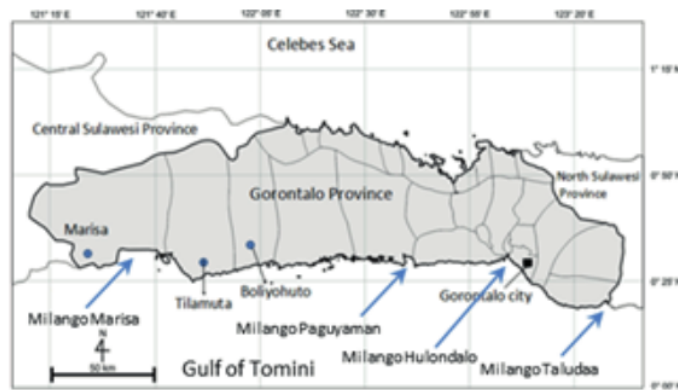 121° 15' E
121° 40' E
122° 05' E
122° 30' E
122° 55' E
123° 20' E
Celebes Sea
1° 15' N
Central Sulawesi Province
0° 50' N
North Sulawesi
Province
Gorontalo Province
Marisa
0° 25' N
Tilamuta
Boliyohuto
Gorontalo city
Milango Marisa
Milango Paguyaman
N
Milango Hulondalo
Milango Taludaa
50 km
Gulf of Tomini
0° 00' N